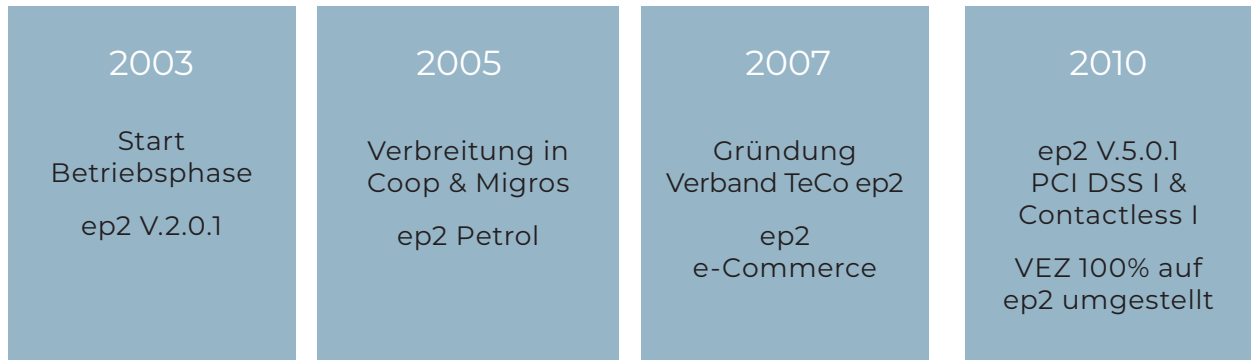 2003
Start
Betriebsphase
ep2 V.2.0.1
2005
Verbreitung in
Coop & Migros
ep2 Petrol
2007
Gründung
Verband TeCo ep2
ep2
e-Commerce
2010
ep2 V.5.0.1
PCI DSS I &
Contactless I
VEZ 100% auf
ep2 umgestellt